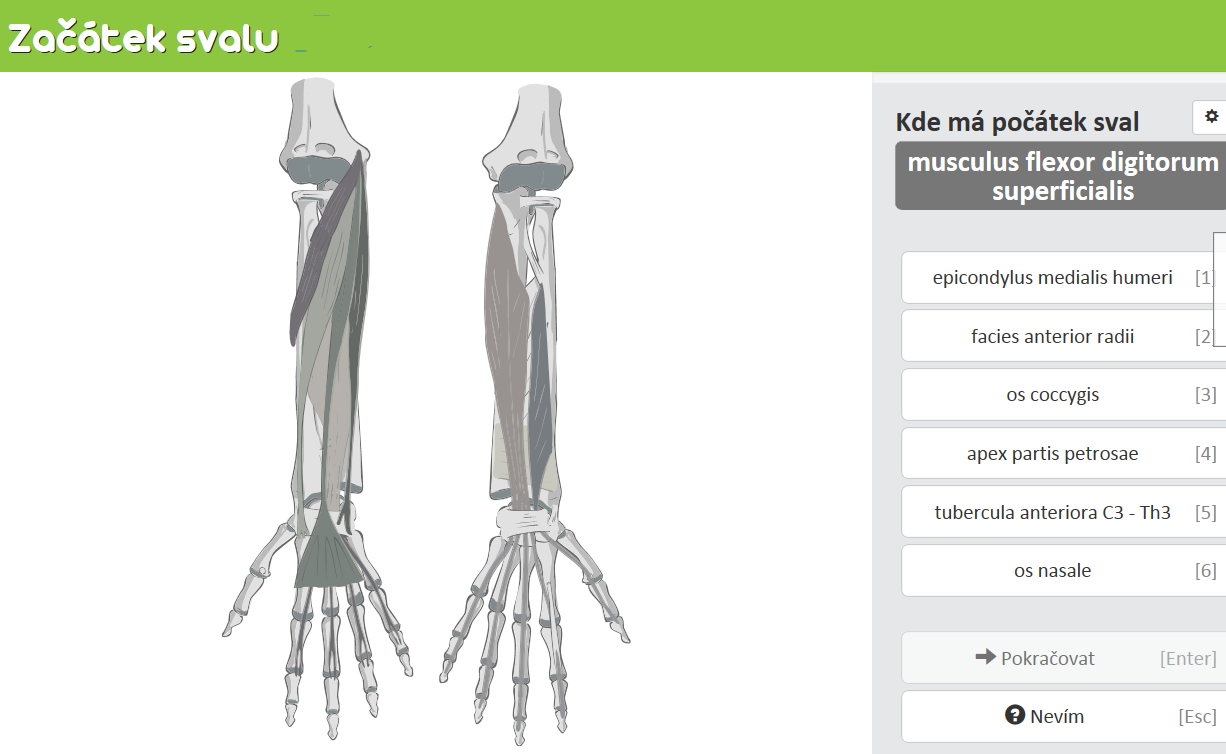 Začátek svalu
Kde má počátek sval
musculus flexor digitorum
superficialis
epicondylus medialis humeri [1]
facies anterior radii [2]
os coccygis [3]
apex partis petrosae [4]
tubercula anteriora C3 - Th3 [5]
os nasale [6]
Pokračovat [Enter]
Nevím [Esc]